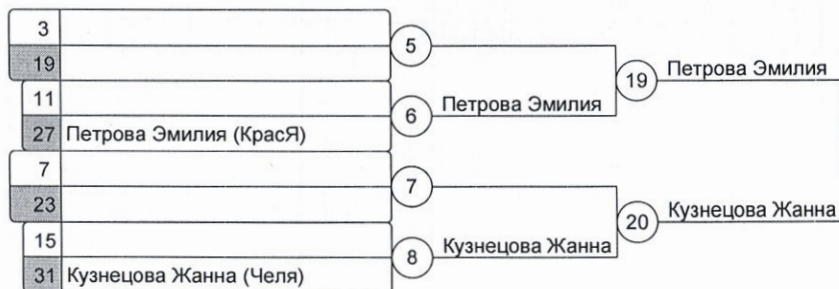 3
5
19
19 Петрова Эмилия
11
6 Петрова Эмилия
27 Петрова Эмилия (КрасЯ)
7
7
23
20 Кузнецова Жанна
15
8 Кузнецова Жанна
31 Кузнецова Жанна (Челя)